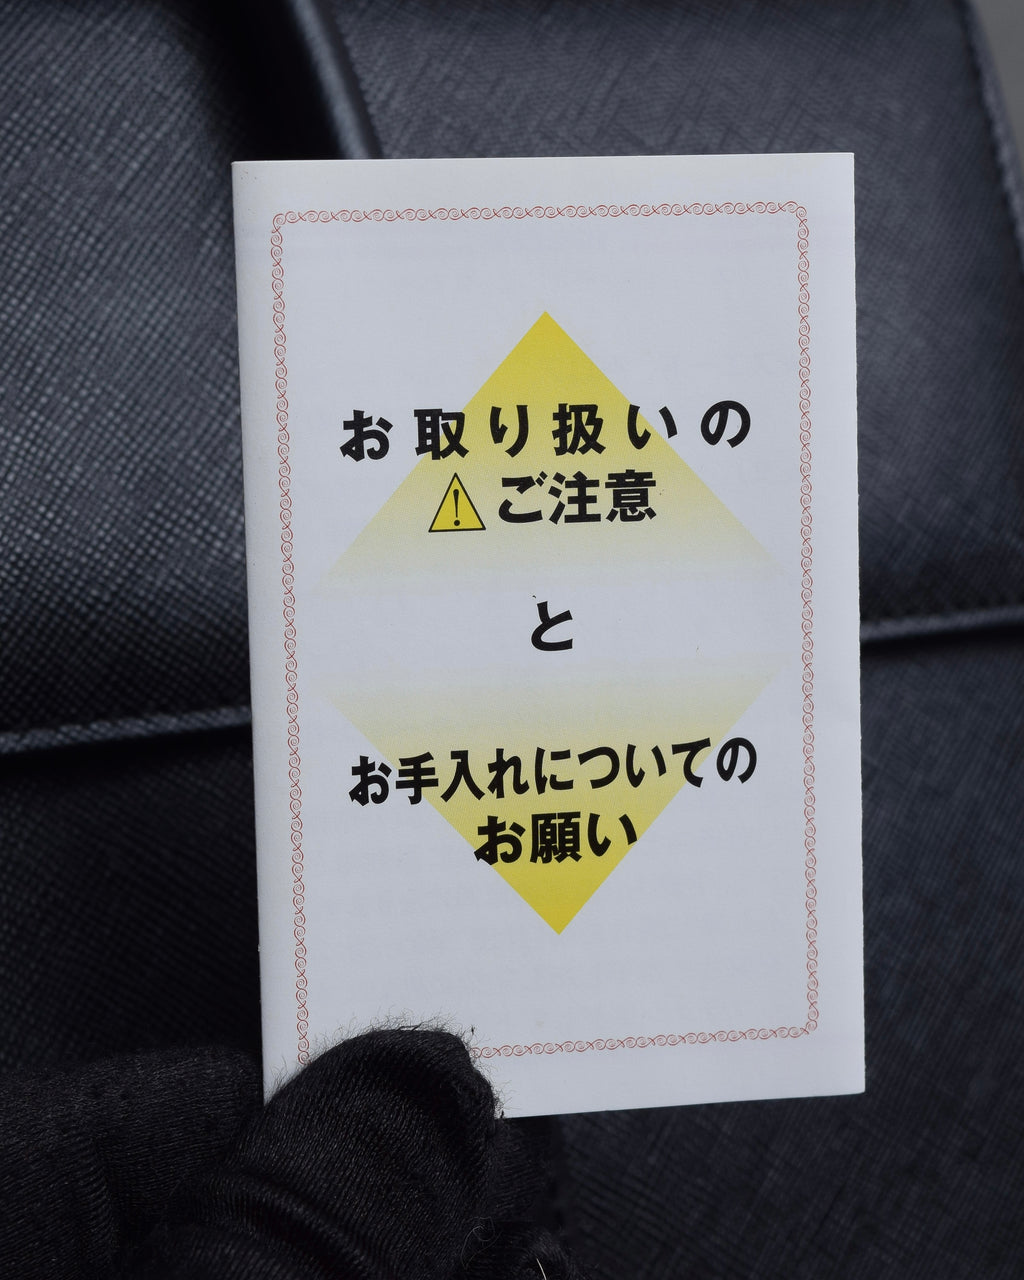 お取り扱いの
ご注意
と
お手入れについての
お願い